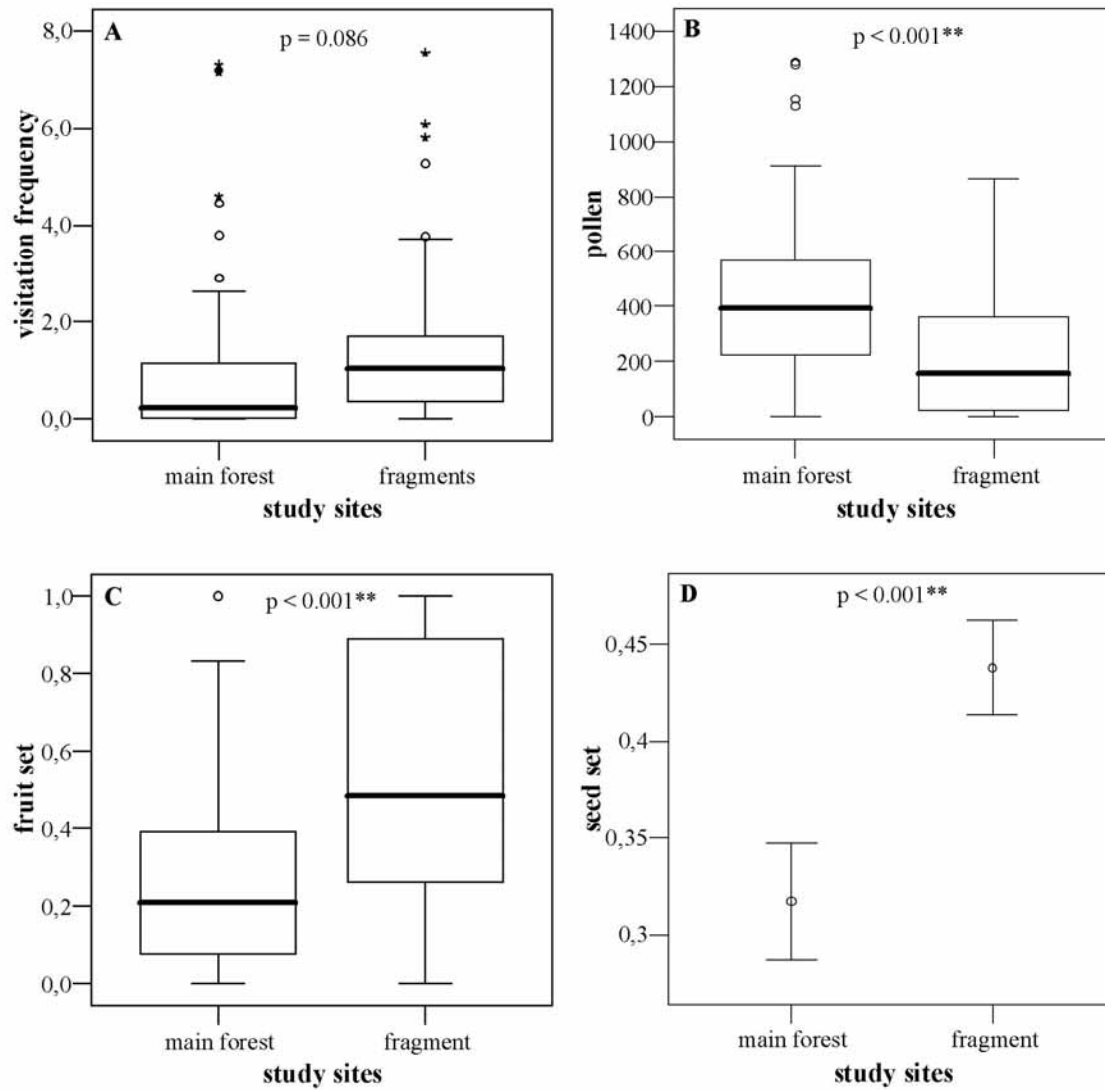 A
p = 0.086
8,0
6,0
4,0
2,0
0,0
visitation frequency
main forest
fragments
study sites
B
p < 0.001**
1400
1200
1000
800
600
400
200
0
pollen
main forest
fragment
study sites
C
p < 0.001**
1,0
0,8
0,6
0,4
0,2
0,0
fruit set
main forest
fragment
study sites
D
p < 0.001**
0,45
0,4
0,35
0,3
seed set
main forest
fragment
study sites